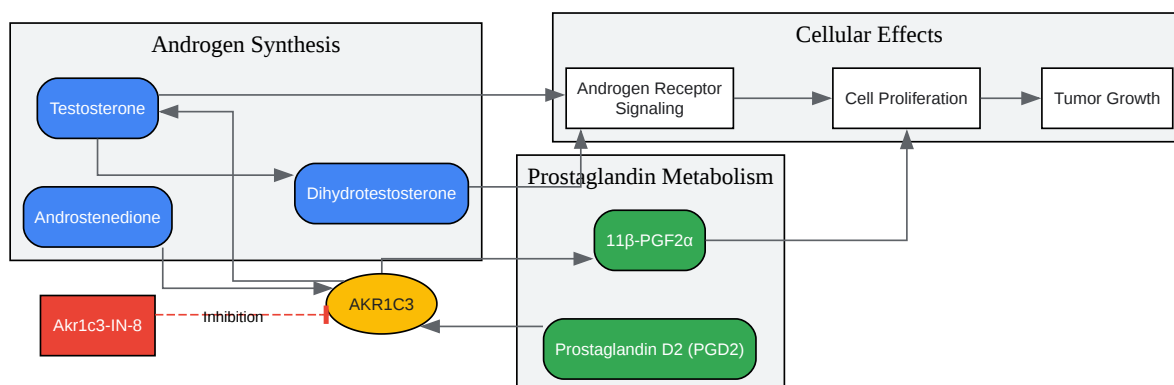 Androgen Synthesis
Testosterone
Androstenedione
Dihydrotestosterone
Cellular Effects
Androgen Receptor
Signaling
Cell Proliferation
Tumor Growth
Prostaglandin Metabolism
11β-PGF2α
Prostaglandin D2 (PGD2)
AKR1C3
Akr1c3-IN-8
Inhibition